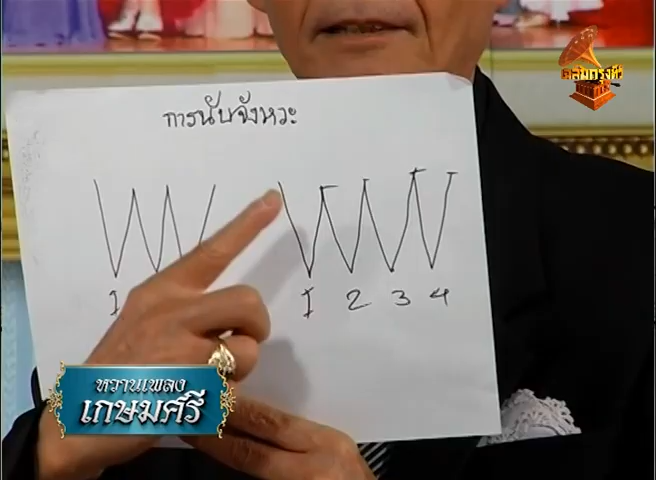 การนับจังหวะ
1
1 2 3 4
หวานเพลง
เกษมศรี